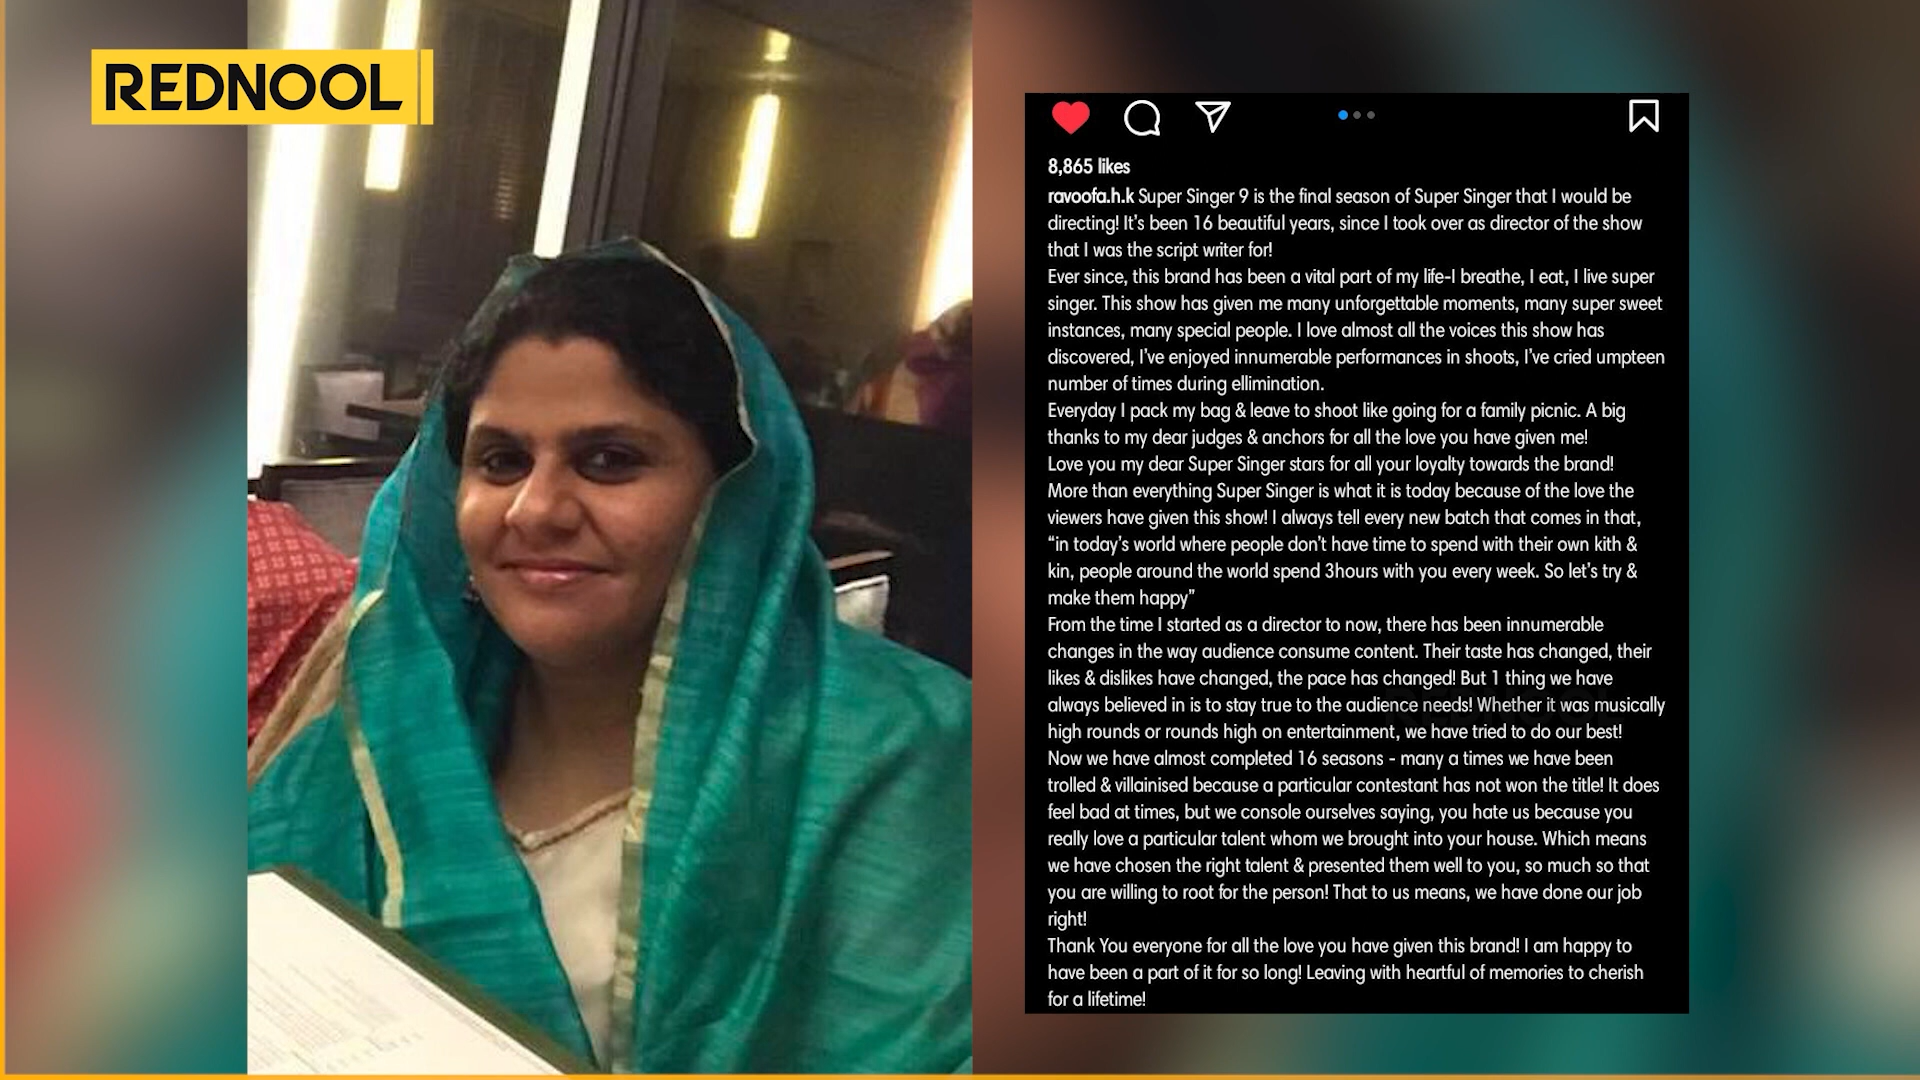 REDNOOL
8,865 likes
ravoofa.h.k Super Singer 9 is the final season of Super Singer that I would be
directing! It's been 16 beautiful years, since I took over as director of the show
that I was the script writer for!
Ever since, this brand has been a vital part of my life-I breathe, I eat, I live super
singer. This show has given me many unforgettable moments, many super sweet
instances, many special people. I love almost all the voices this show has
discovered, I've enjoyed innumerable performances in shoots, I've cried umpteen
number of times during ellimination.
Everyday I pack my bag & leave to shoot like going for a family picnic. A big
thanks to my dear judges & anchors for all the love you have given me!
Love you my dear Super Singer stars for all your loyalty towards the brand!
More than everything Super Singer is what it is today because of the love the
viewers have given this show! I always tell every new batch that comes in that,
“in today's world where people don't have time to spend with their own kith &
kin, people around the world spend 3hours with you every week. So let's try &
make them happy”
From the time I started as a director to now, there has been innumerable
changes in the way audience consume content. Their taste has changed, their
likes & dislikes have changed, the pace has changed! But 1 thing we have
always believed in is to stay true to the audience needs! Whether it was musically
high rounds or rounds high on entertainment, we have tried to do our best!
Now we have almost completed 16 seasons - many a times we have been
trolled & villainised because a particular contestant has not won the title! It does
feel bad at times, but we console ourselves saying, you hate us because you
really love a particular talent whom we brought into your house. Which means
we have chosen the right talent & presented them well to you, so much so that
you are willing to root for the person! That to us means, we have done our job
right!
Thank You everyone for all the love you have given this brand! I am happy to
have been a part of it for so long! Leaving with heartful of memories to cherish
for a lifetime!